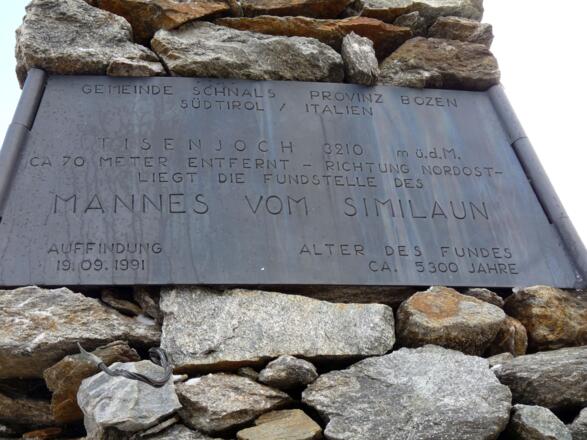 GEMEINDE SCHNALS PROVINZ BOZEN
SÜDTIROL / ITALIEN
TISENJOCH 3210 m ü.d.M.
CA 70 METER ENTFERNT - RICHTUNG NORDOST-
LIEGT DIE FUNDSTELLE DES
MANNES VOM SIMILAUN
AUFFINDUNG
19.09.1991
ALTER DES FUNDES
CA. 5300 JAHRE